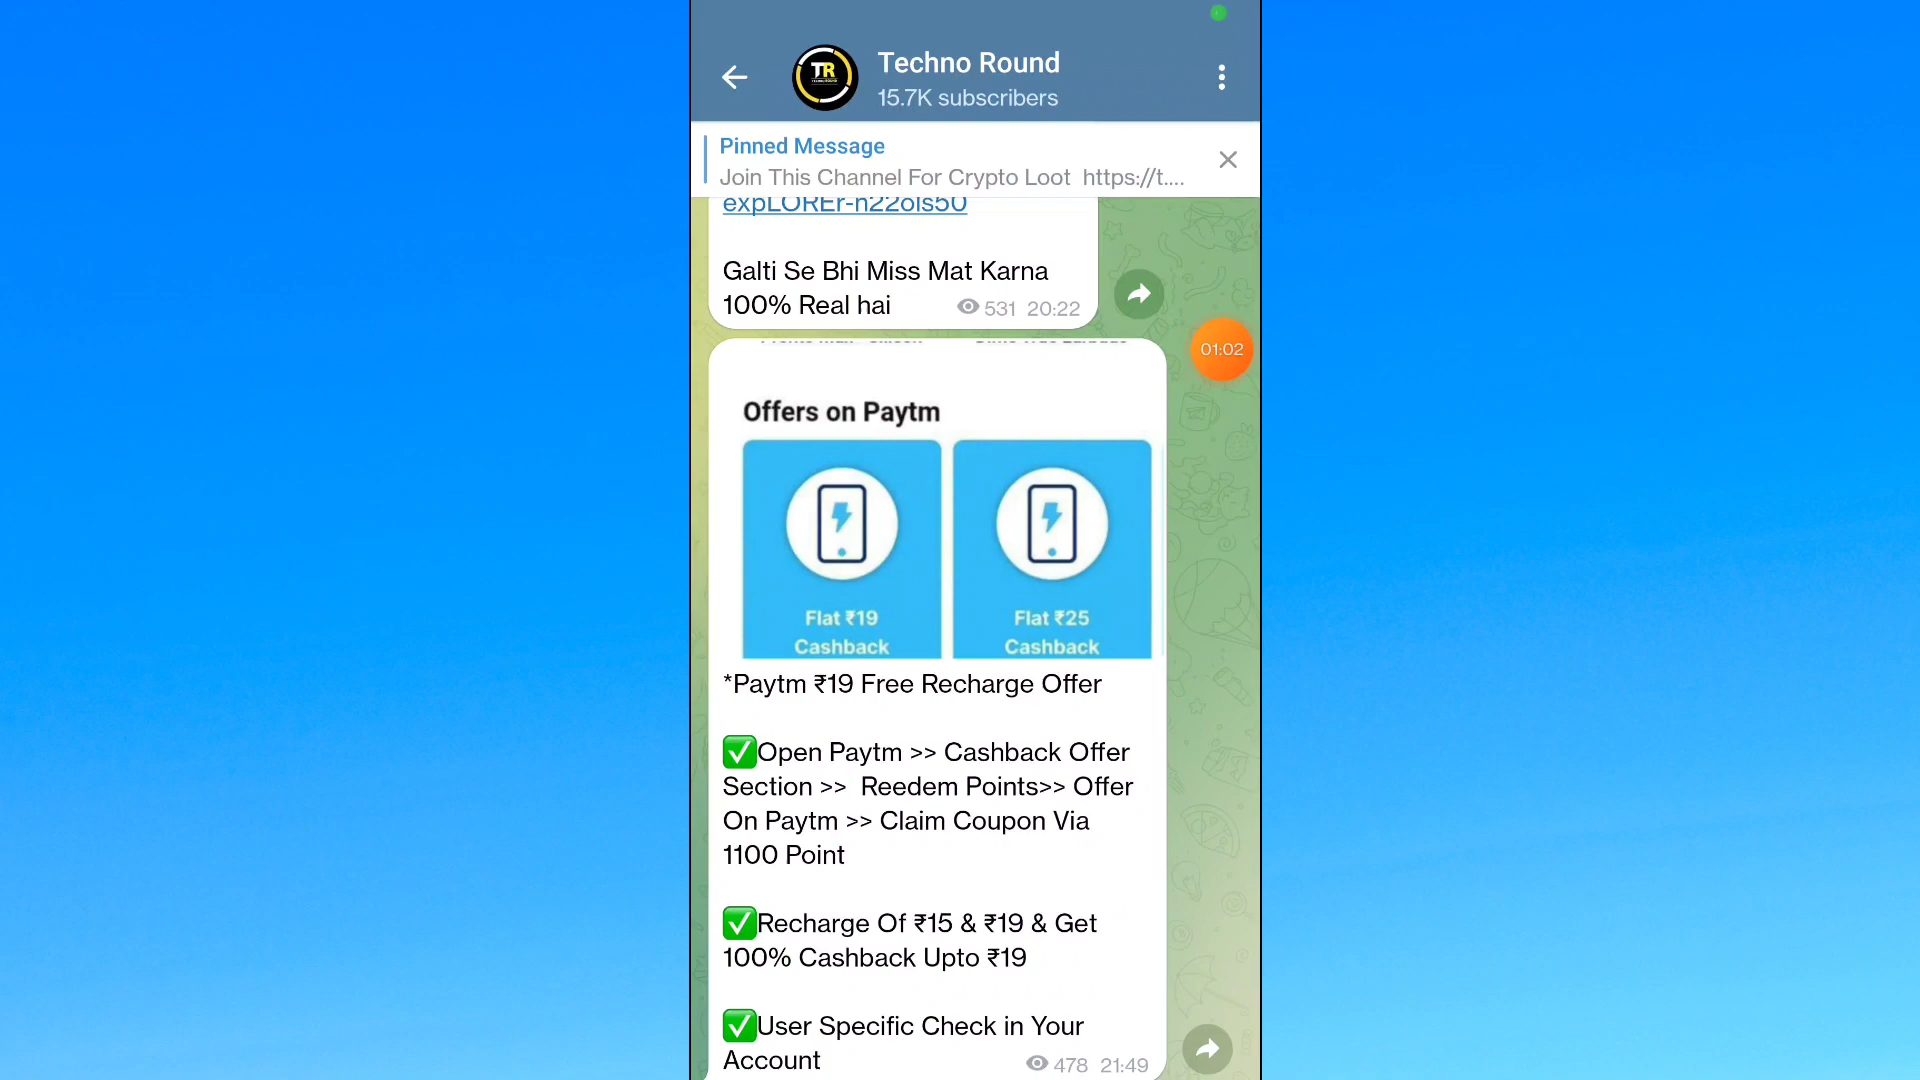 Techno Round
15.7K subscribers
TR
Pinned Message
Join This Channel For Crypto Loot https://t....
expLOREr-n22ols50
Galti Se Bhi Miss Mat Karna
100% Real hai 531 20:22
01:02
Offers on Paytm
Flat ₹19 Cashback
Flat ₹25 Cashback
*Paytm ₹19 Free Recharge Offer
✅Open Paytm >> Cashback Offer
Section >> Reedem Points>> Offer
On Paytm >> Claim Coupon Via
1100 Point
✅Recharge Of ₹15 & ₹19 & Get
100% Cashback Upto ₹19
✅User Specific Check in Your
Account 478 21:49